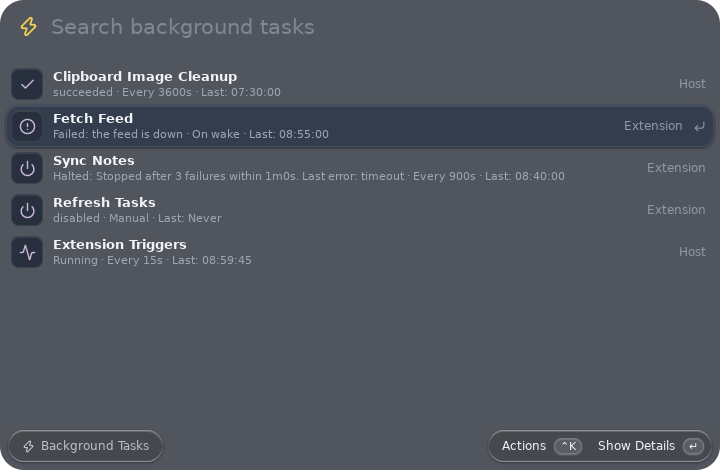 Search background tasks
Clipboard Image Cleanup
succeeded · Every 3600s · Last: 07:30:00
Host
Fetch Feed
Failed: the feed is down · On wake · Last: 08:55:00
Extension ↵
Sync Notes
Halted: Stopped after 3 failures within 1m0s. Last error: timeout · Every 900s · Last: 08:40:00
Extension
Refresh Tasks
disabled · Manual · Last: Never
Extension
Extension Triggers
Running · Every 15s · Last: 08:59:45
Host
Background Tasks
Actions ^K Show Details ↵